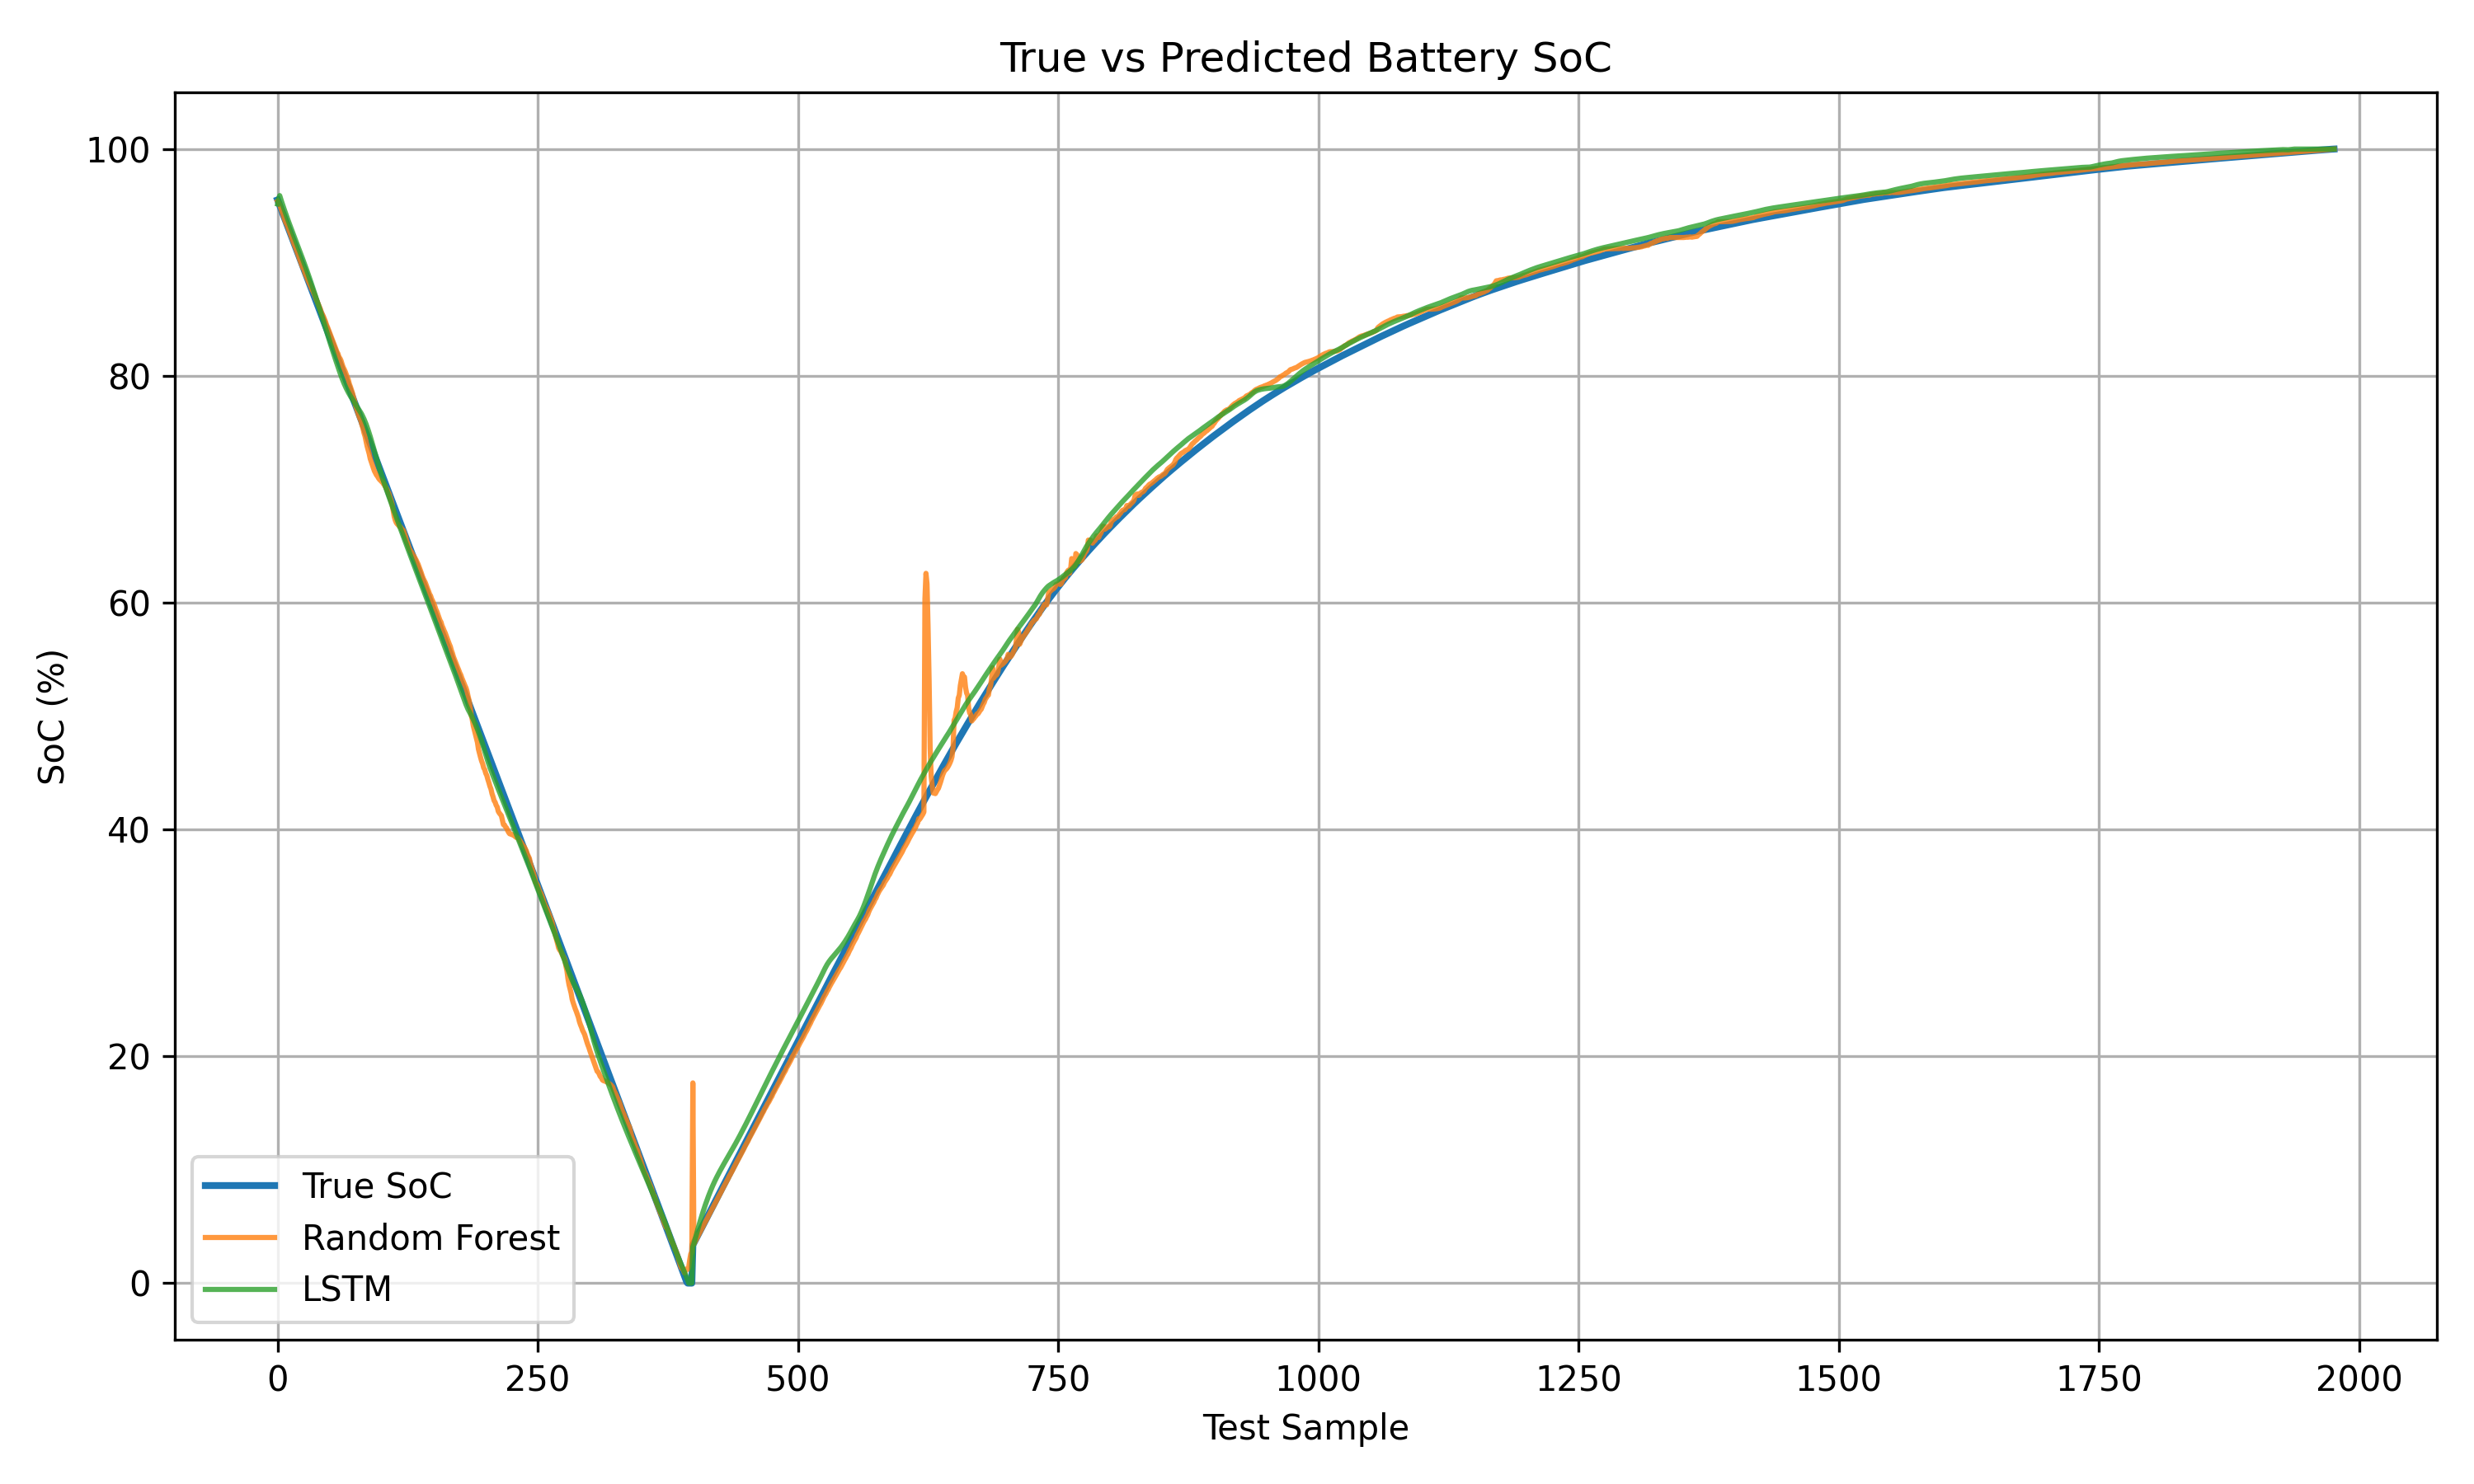 True vs Predicted Battery SoC
100
80
60
40
20
0
SoC (%)
True SoC
Random Forest
LSTM
0 250 500 750 1000 1250 1500 1750 2000
Test Sample